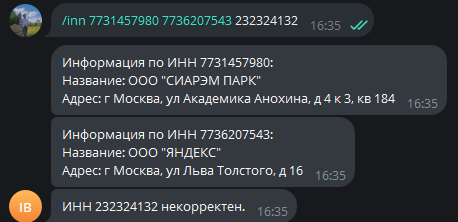 /inn 7731457980 7736207543 232324132
16:35
Информация по ИНН 7731457980:
Название: ООО "СИАРЭМ ПАРК"
Адрес: г Москва, ул Академика Анохина, д 4 к 3, кв 184
16:35
Информация по ИНН 7736207543:
Название: ООО "ЯНДЕКС"
Адрес: г Москва, ул Льва Толстого, д 16
16:35
IB
ИНН 232324132 некорректен.
16:35